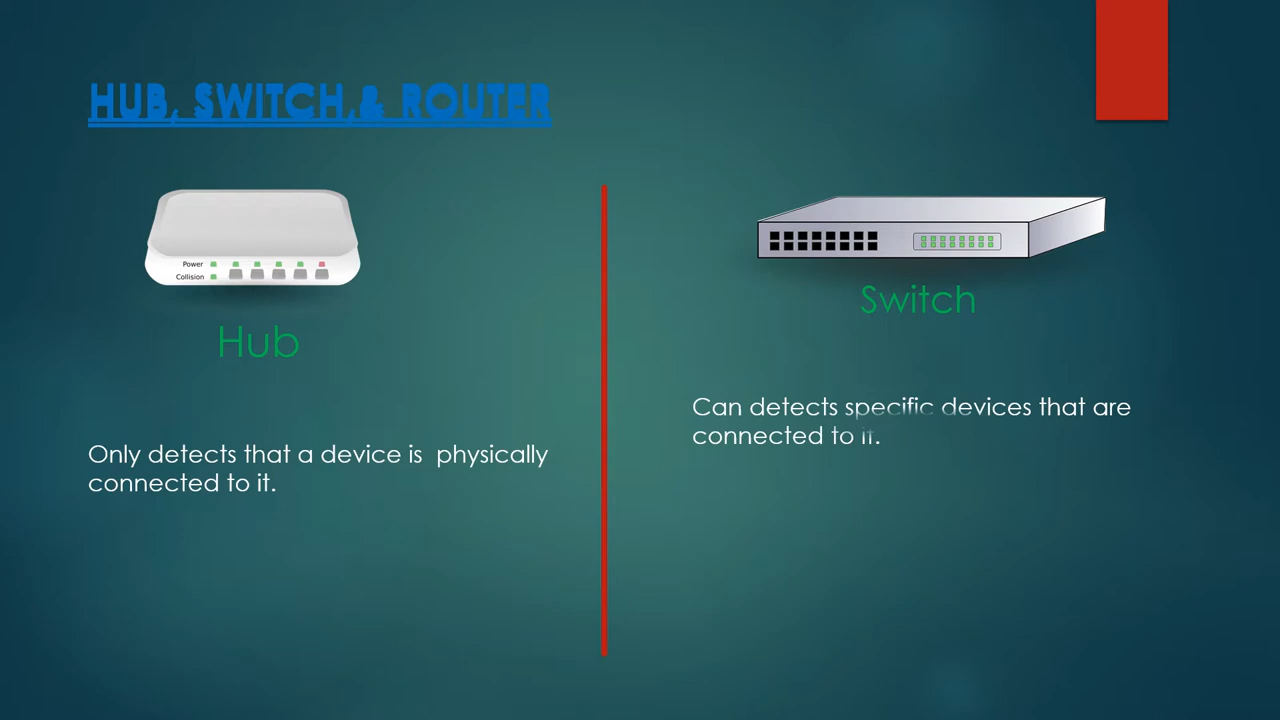 HUB, SWITCH,& ROUTER
Power
Collision
Hub
Only detects that a device is  physically
connected to it.
Switch
Can detects specific devices that are
connected to it.